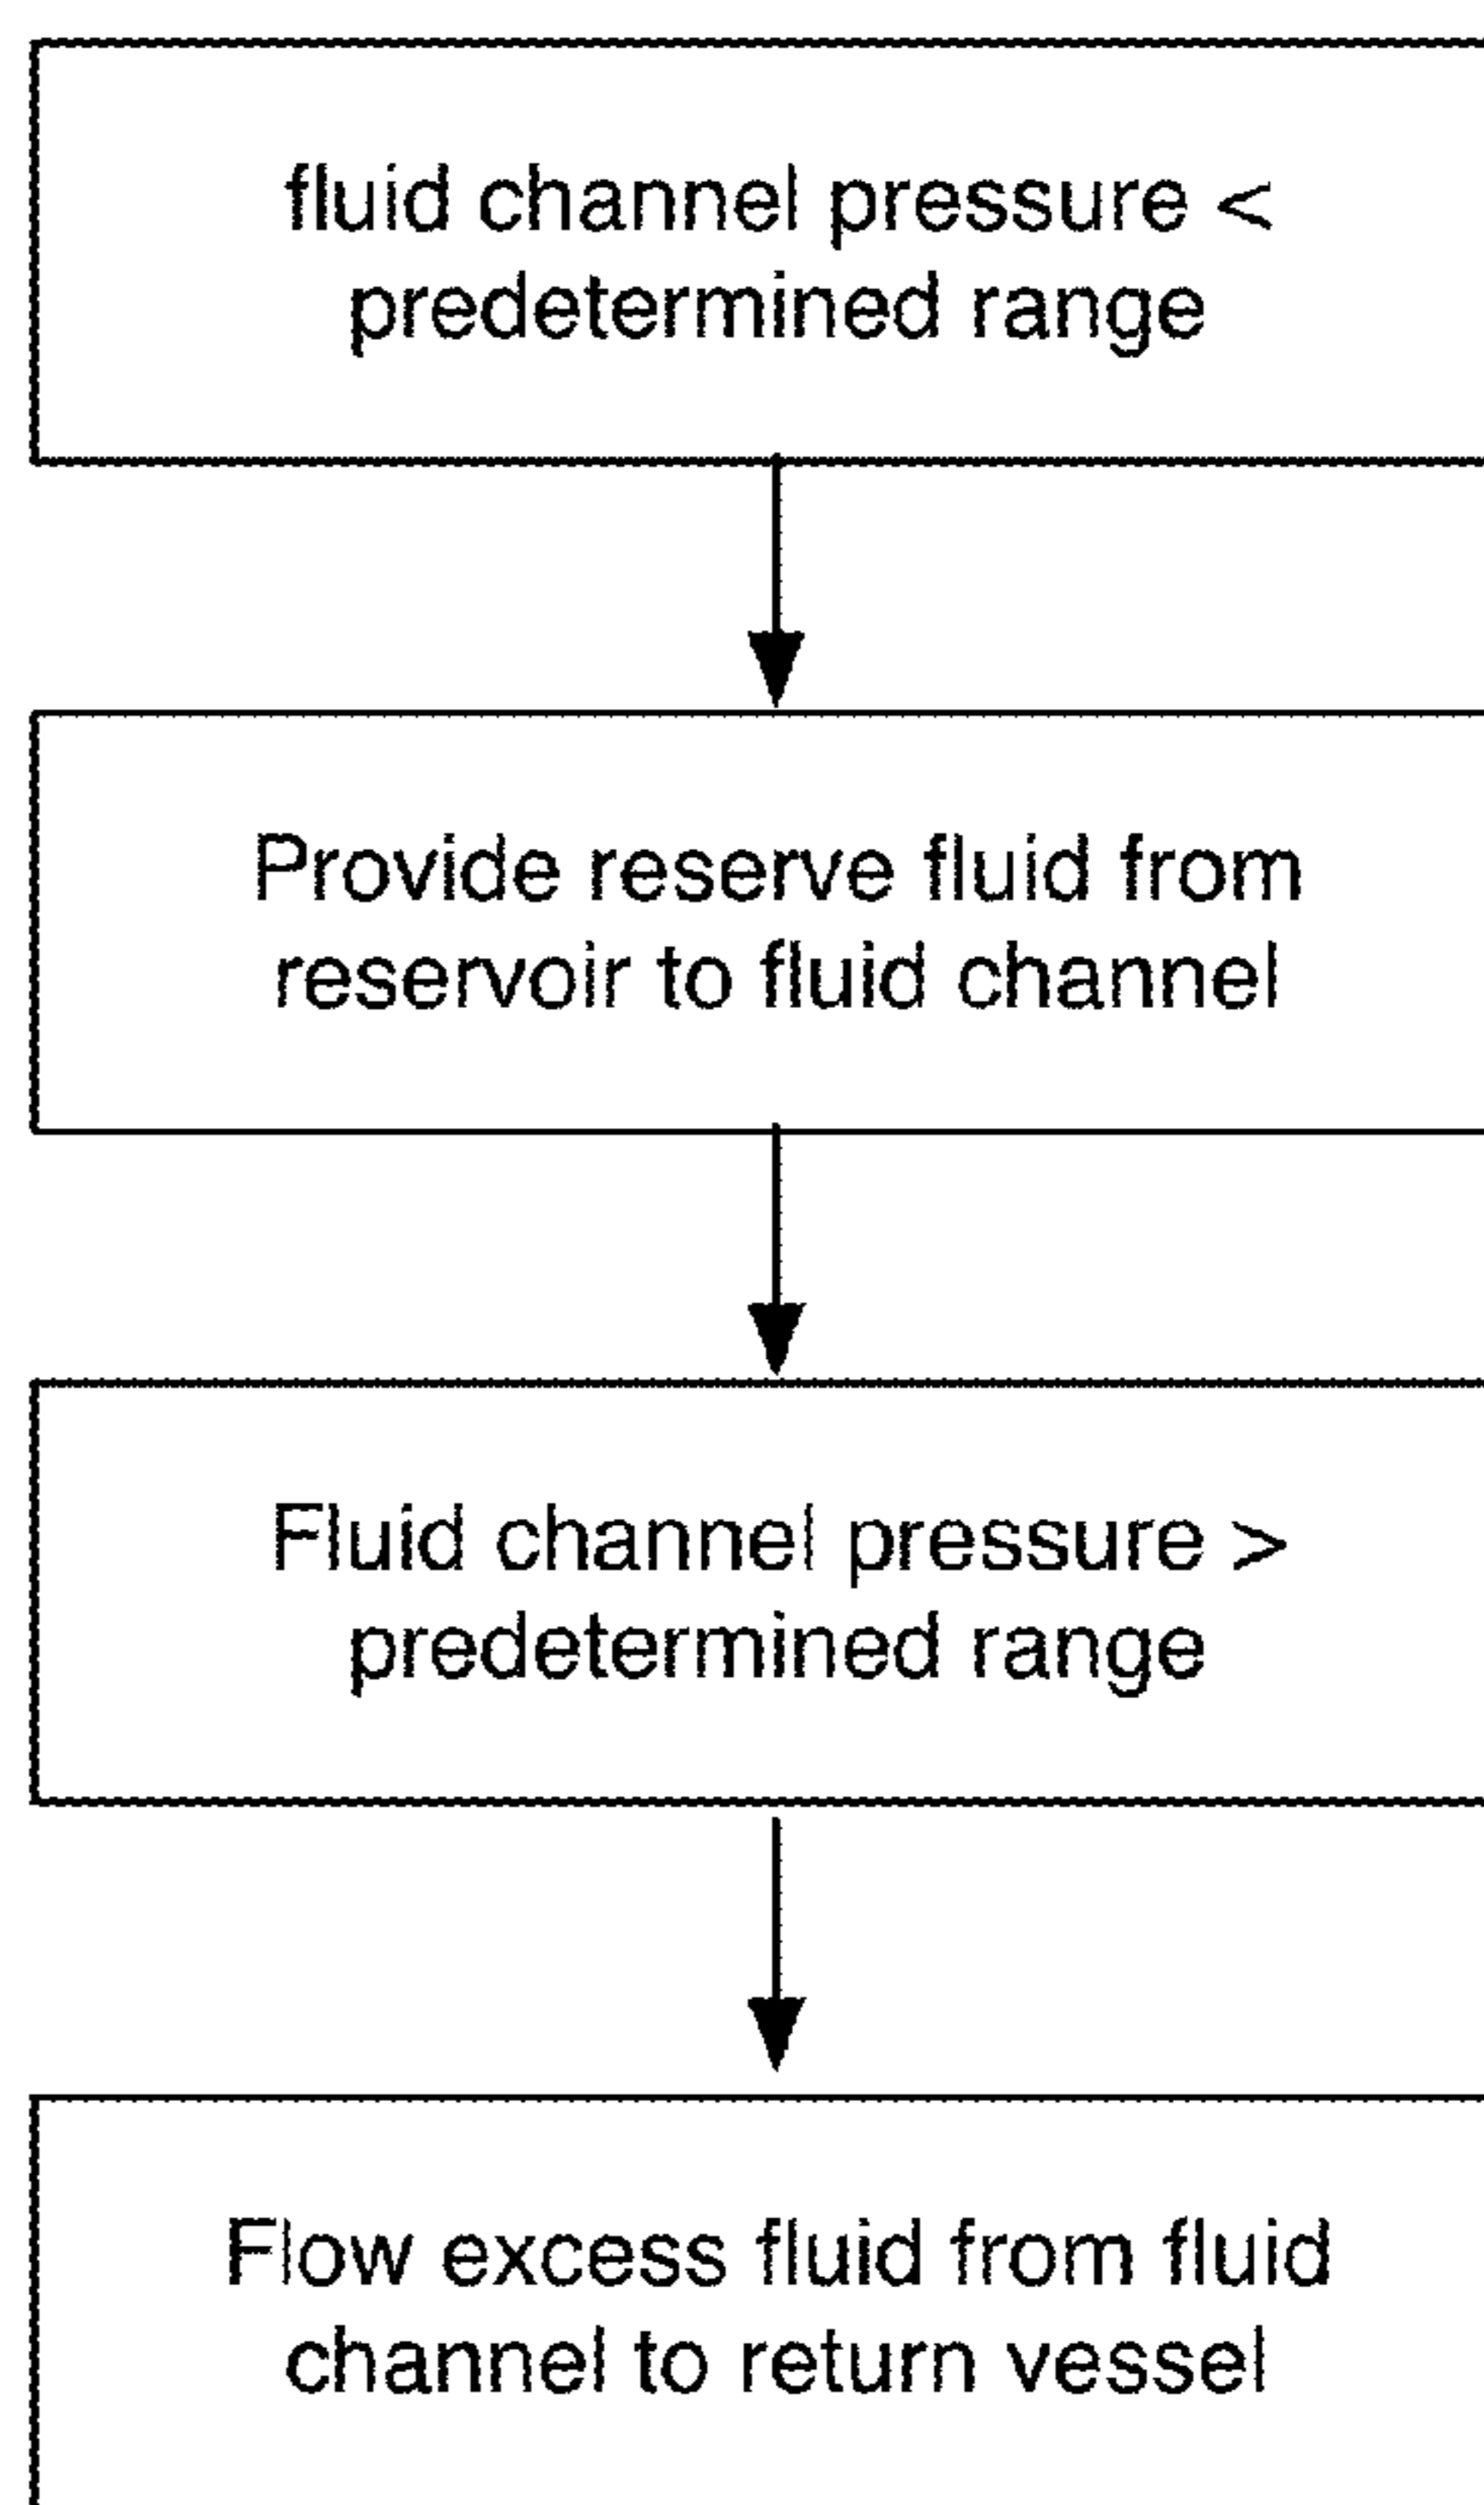 fluid channel pressure <
predetermined range
Provide reserve fluid from
reservoir to fluid channel
Fluid channel pressure >
predetermined range
Flow excess fluid from fluid
channel to return vessel